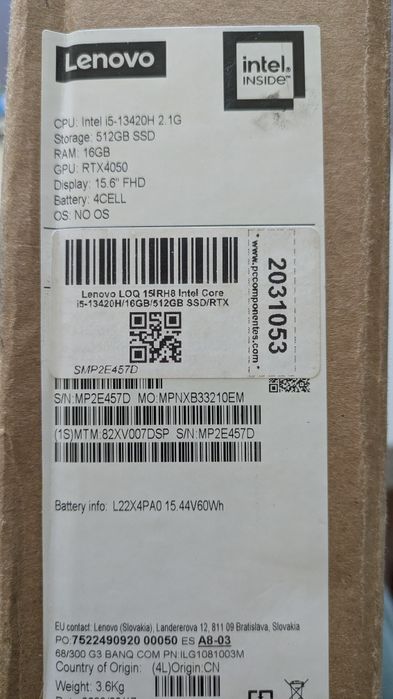 Lenovo
intel.
INSIDE™
CPU: Intel i5-13420H 2.1G
Storage: 512GB SSD
RAM: 16GB
GPU: RTX4050
Display: 15.6" FHD
Battery: 4CELL
OS: NO OS
Lenovo LOQ 15IRH8 Intel Core
i5-13420H/16GB/512GB SSD/RTX
SMP2E457D
• www.pccomponentes.com •
2031053
S/N:MP2E457D MO:MPNXB33210EM
(1S)MTM:82XV007DSP S/N:MP2E457D
Battery info: L22X4PA0 15.44V60Wh
EU contact: Lenovo (Slovakia), Landererova 12, 811 09 Bratislava, Slovakia
PO:7522490920 00050 ES A8-03
68/300 G3 BANQ COM PN:ILG1081003M
Country of Origin: (4L)Origin:CN
Weight: 3.6Kg